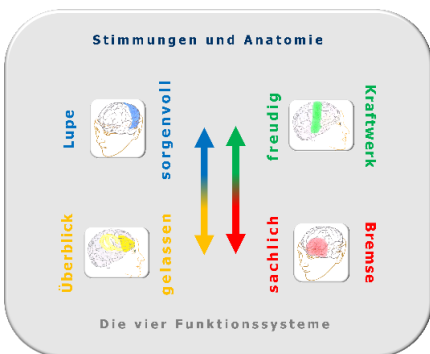 Stimmungen und Anatomie
Lupe
sorgenvoll
freudig
Kraftwerk
Überblick
gelassen
sachlich
Bremse
Die vier Funktionssysteme